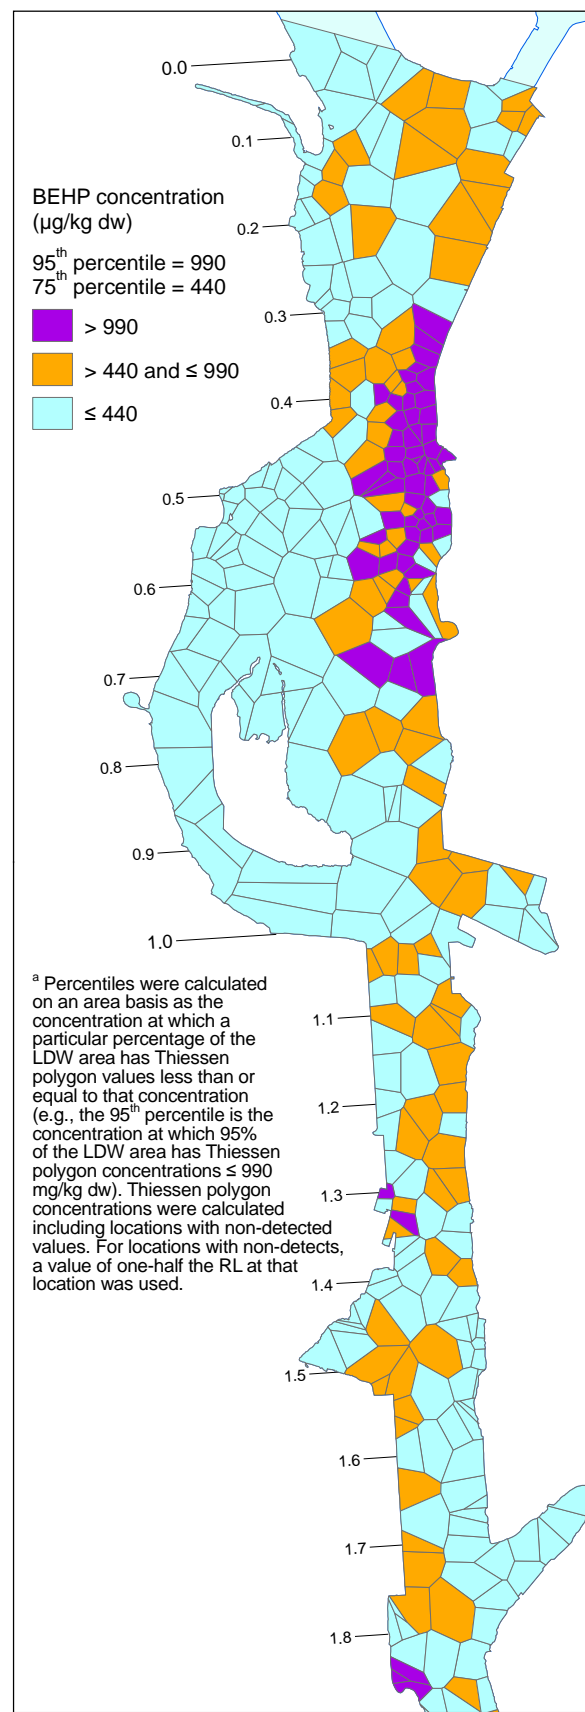 0.0
0.1
BEHP concentration
(µg/kg dw)
0.2
95th percentile = 990
75th percentile = 440
0.3
> 990
> 440 and ≤ 990
0.4
≤ 440
0.5
0.6
0.7
0.8
0.9
1.0
a Percentiles were calculated
on an area basis as the
concentration at which a
particular percentage of the
LDW area has Thiessen
polygon values less than or
equal to that concentration
(e.g., the 95th percentile is the
concentration at which 95%
of the LDW area has Thiessen
polygon concentrations ≤ 990
mg/kg dw). Thiessen polygon
concentrations were calculated
including locations with non-detected
values. For locations with non-detects,
a value of one-half the RL at that
location was used.
1.1
1.2
1.3
1.4
1.5
1.6
1.7
1.8